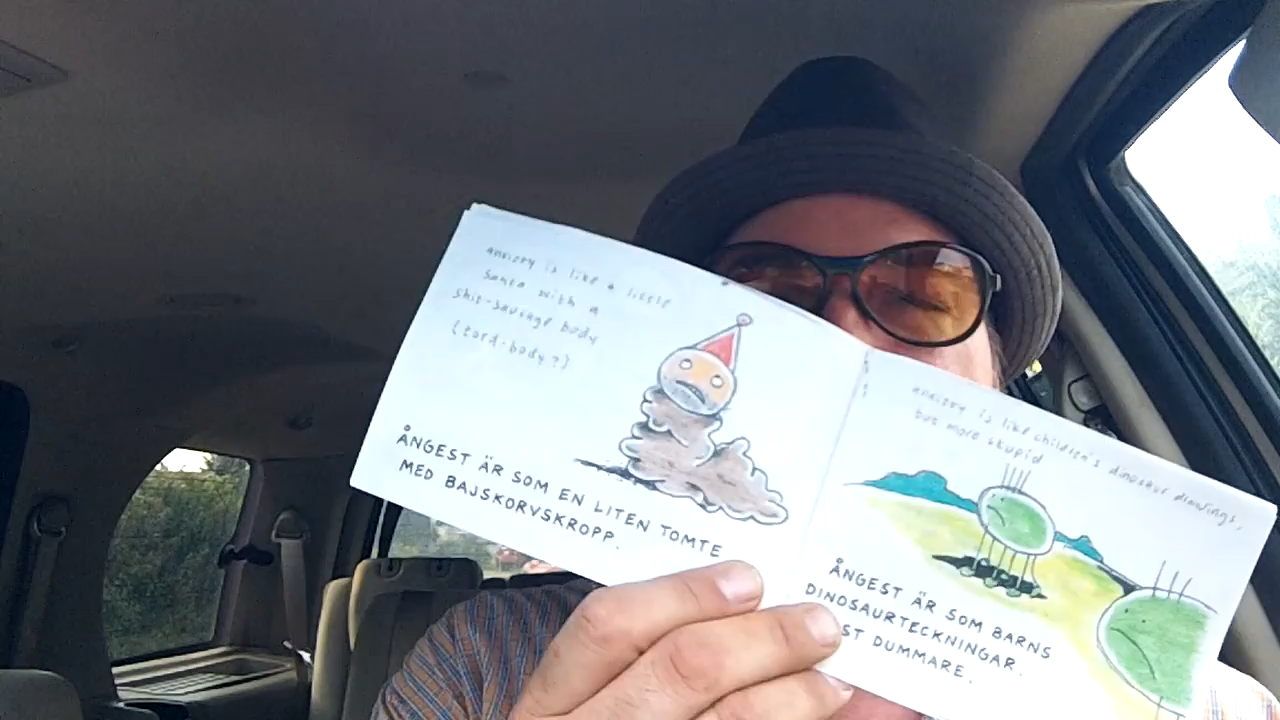 anxiety is like a little
santa with a
shit-sausage body
(turd-body?)
ÅNGEST ÄR SOM EN LITEN TOMTE
MED BAJSKORVSKROPP.
anxiety is like children's dinosaur drawings,
but more stupid
ÅNGEST ÄR SOM BARNS
DINOSAURTECKNINGAR.
ST DUMMARE.